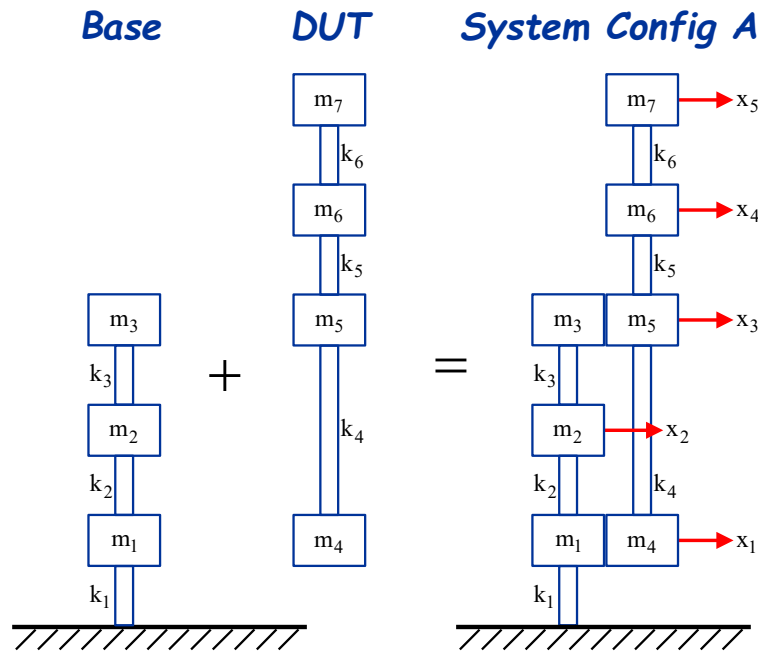 Base DUT System Config A
m₇ m₇ x₅
k₆ k₆
m₆ m₆ x₄
k₅ k₅
m₃ m₅ m₃ m₅ x₃
k₃ + = k₃
m₂ k₄ m₂ x₂
k₂ k₂ k₄
m₁ m₄ m₁ m₄ x₁
k₁ k₁